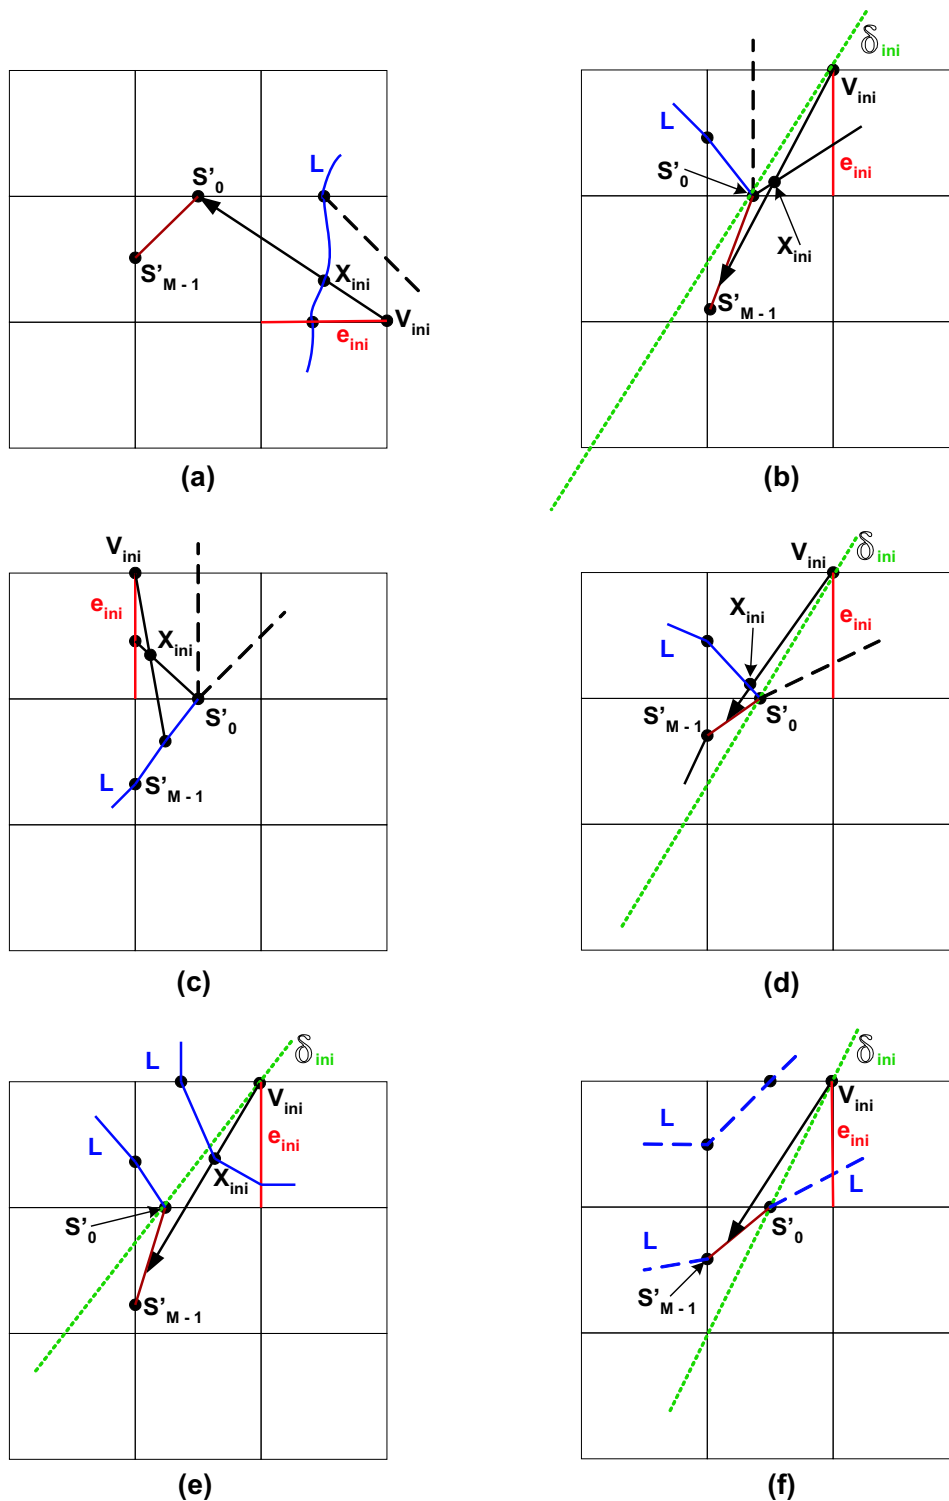 S'0
L
S'M - 1
Xini
Vini
eini
(a)
δini
Vini
L
S'0
eini
Xini
S'M - 1
(b)
Vini
eini
Xini
S'0
L
S'M - 1
(c)
Vini
δini
Xini
eini
L
S'M - 1
S'0
(d)
δini
L
Vini
L
eini
Xini
S'0
S'M - 1
(e)
δini
Vini
L
eini
L
S'0
L
S'M - 1
(f)